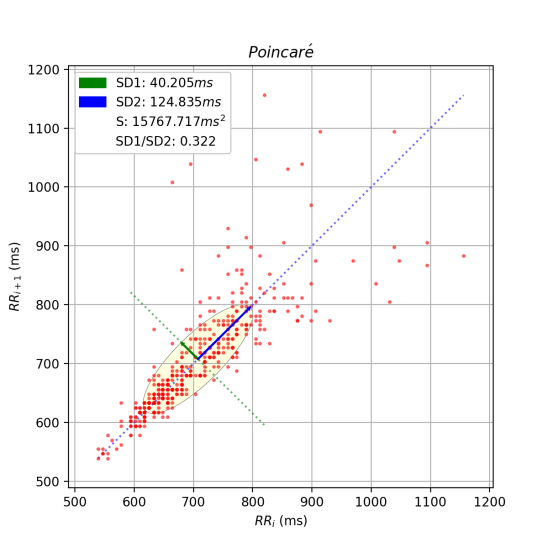 Poincaré
SD1: 40.205ms
SD2: 124.835ms
S: 15767.717ms²
SD1/SD2: 0.322
1200
1100
1000
900
800
700
600
500
RRᵢ₊₁ (ms)
500 600 700 800 900 1000 1100 1200
RRᵢ (ms)